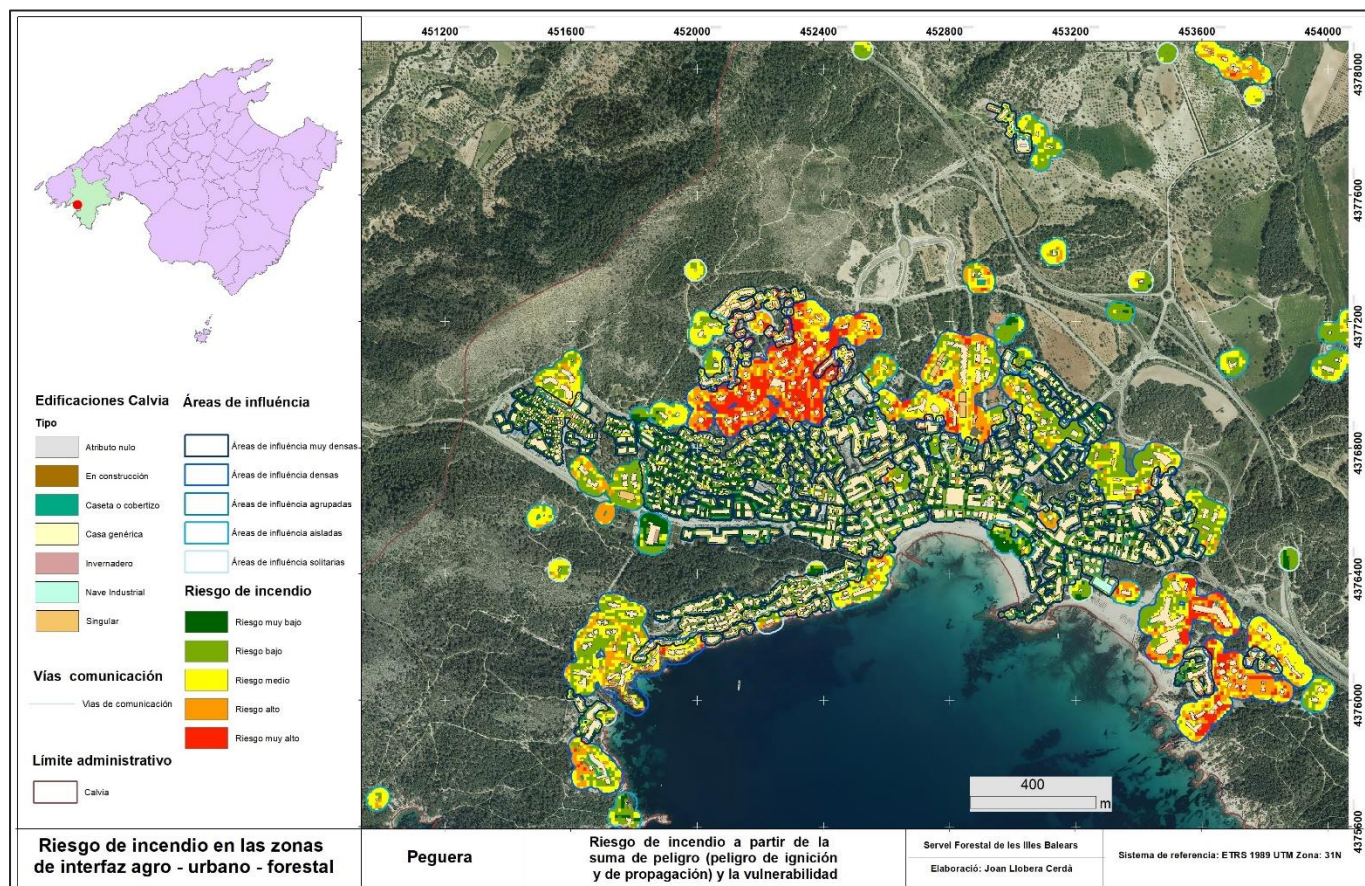 451200 451600 452000 452400 452800 453200 453600 454000
4378000
4377600
4377200
4376800
4376400
4376000
4375600
Edificaciones Calvia
Tipo
Atributo nulo
En construcción
Caseta o cobertizo
Casa genérica
Invernadero
Nave Industrial
Singular
Vías comunicación
Vias de comunicación
Límite administrativo
Calvia
Áreas de influéncia
Áreas de influéncia muy densas
Áreas de influéncia densas
Áreas de influéncia agrupadas
Áreas de influéncia aisladas
Áreas de influéncia solitarias
Riesgo de incendio
Riesgo muy bajo
Riesgo bajo
Riesgo medio
Riesgo alto
Riesgo muy alto
400
m
Riesgo de incendio en las zonas
de interfaz agro - urbano - forestal
Peguera
Riesgo de incendio a partir de la
suma de peligro (peligro de ignición
y de propagación) y la vulnerabilidad
Servei Forestal de les Illes Balears
Elaboració: Joan Llobera Cerdà
Sistema de referencia: ETRS 1989 UTM Zona: 31N